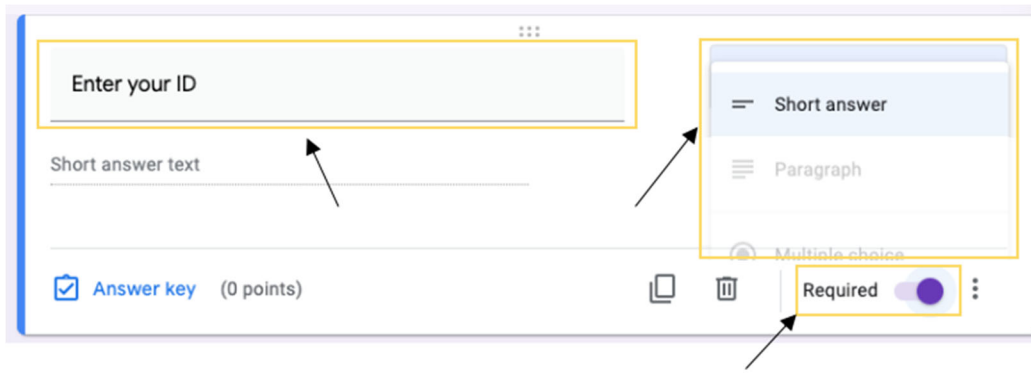 Enter your ID
Short answer
Short answer text
Paragraph
Multiple choice
Answer key (0 points)
Required